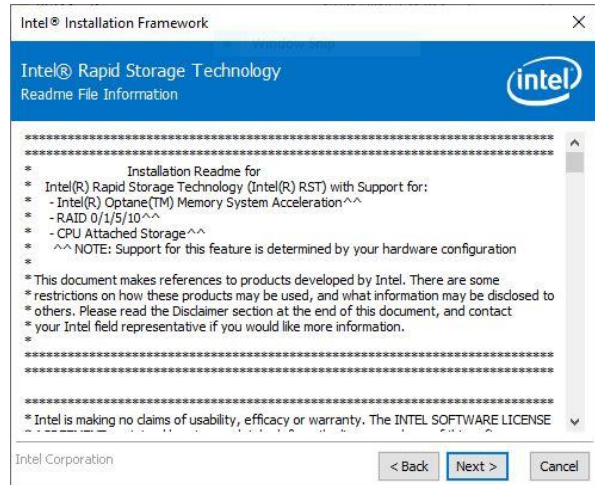 Intel® Installation Framework
Window Snip
Intel® Rapid Storage Technology
Readme File Information
intel
******************************************************************************
******************************************************************************
* Installation Readme for
* Intel(R) Rapid Storage Technology (Intel(R) RST) with Support for:
* - Intel(R) Optane(TM) Memory System Acceleration^^
* - RAID 0/1/5/10^^
* - CPU Attached Storage^^
* ^^ NOTE: Support for this feature is determined by your hardware configuration
*
* This document makes references to products developed by Intel. There are some
* restrictions on how these products may be used, and what information may be disclosed to
* others. Please read the Disclaimer section at the end of this document, and contact
* your Intel field representative if you would like more information.
*
******************************************************************************
******************************************************************************
******************************************************************************
* Intel is making no claims of usability, efficacy or warranty. The INTEL SOFTWARE LICENSE
Intel Corporation
< Back
Next >
Cancel